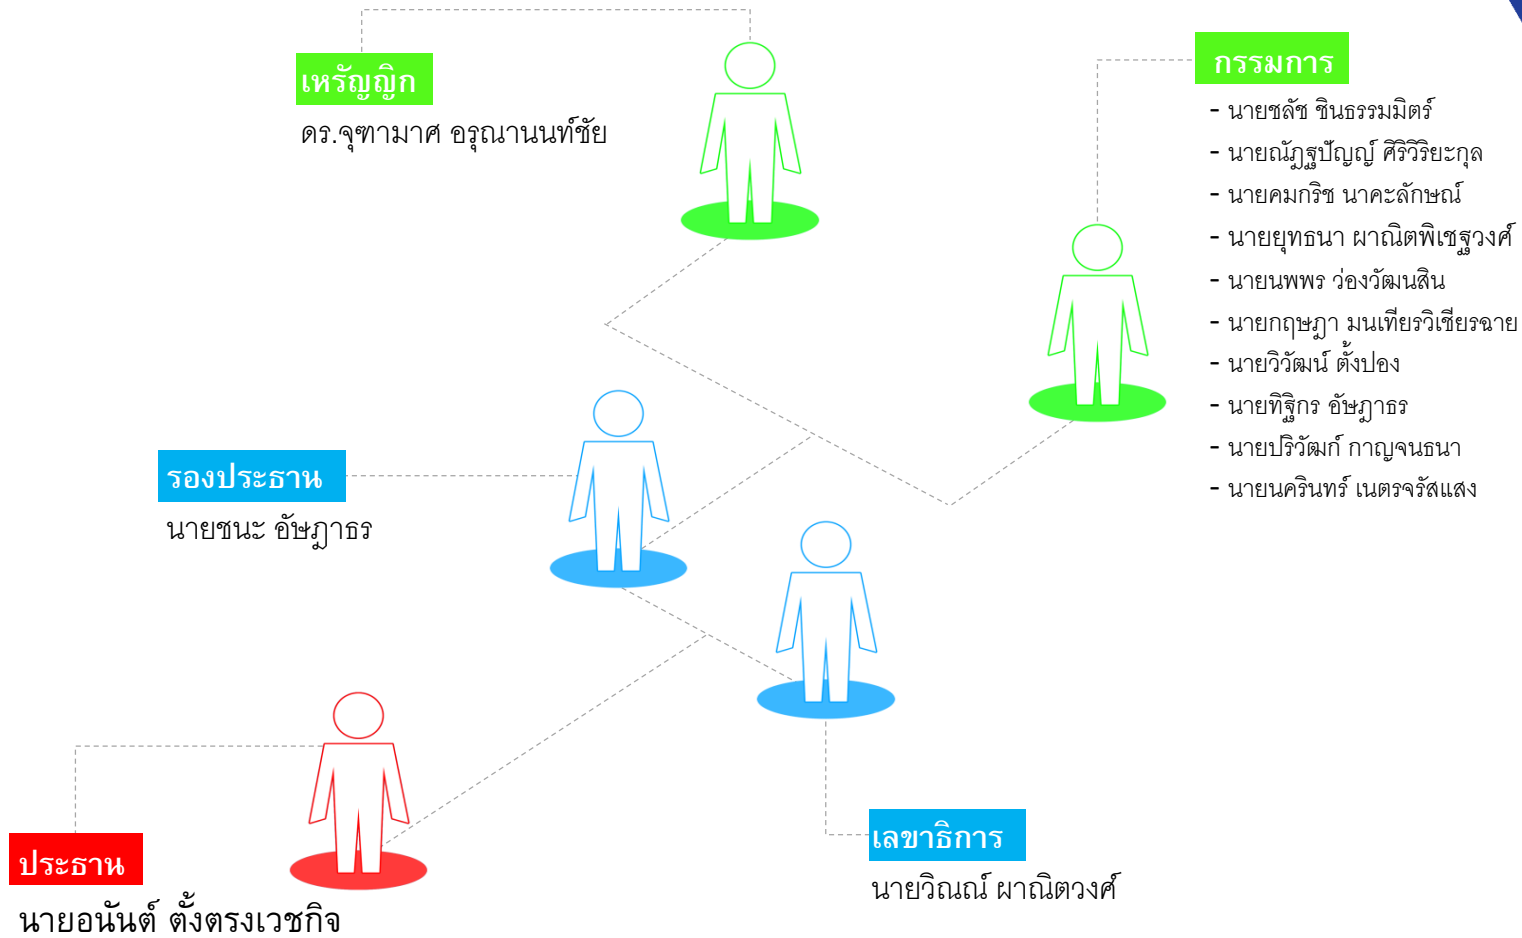 เหรัญญิก
ดร.จุฑามาศ อรุณานนท์ชัย
กรรมการ
- นายชลัช ชินธรรมมิตร์
- นายณัฏฐปัญญ์ ศิริวิริยะกุล
- นายคมกริช นาคะลักษณ์
- นายยุทธนา ผาณิตพิเชฐวงศ์
- นายนพพร ว่องวัฒนสิน
- นายกฤษฎา มนเทียรวิเชียรฉาย
- นายวิวัฒน์ ตั้งปอง
- นายทิฐิกร อัษฎาธร
- นายปริวัฒก์ กาญจนธนา
- นายนครินทร์ เนตรจรัสแสง
รองประธาน
นายชนะ อัษฎาธร
ประธาน
นายอนันต์ ตั้งตรงเวชกิจ
เลขาธิการ
นายวิณณ์ ผาณิตวงศ์